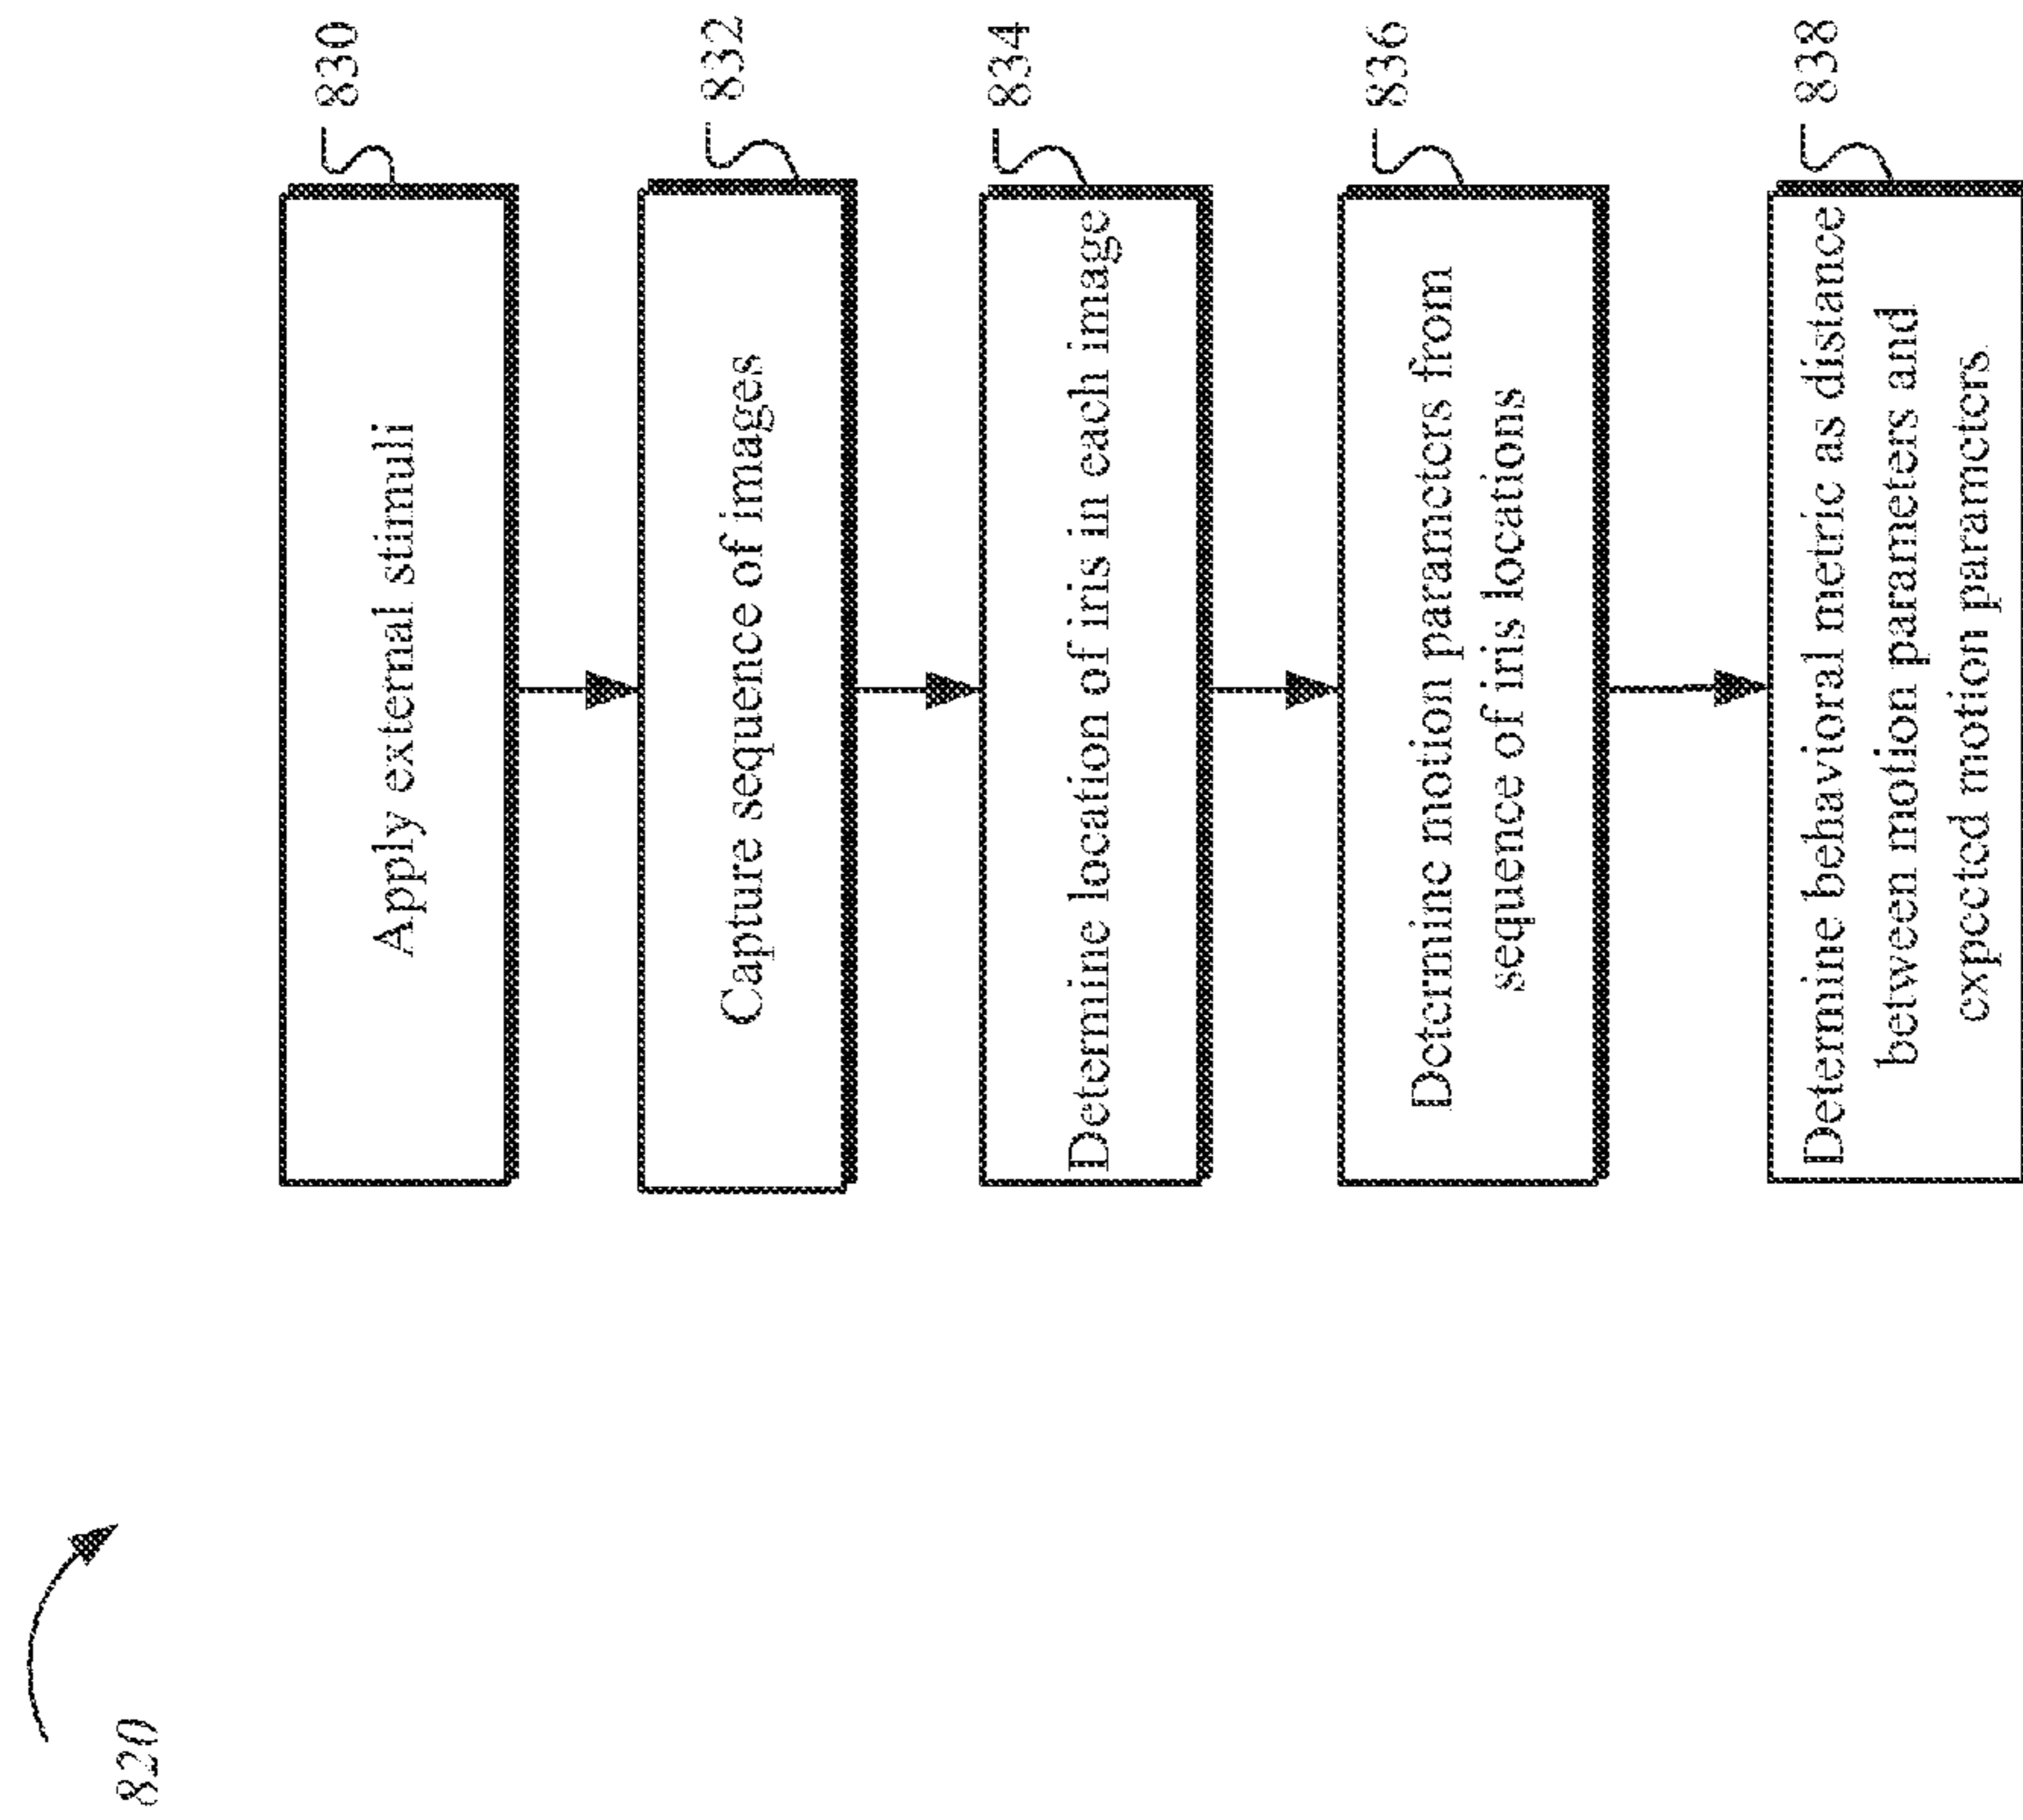 820
Apply external stimuli
830
Capture sequence of images
832
Determine location of iris in each image
834
Determine motion parameters from
sequence of iris locations
836
Determine behavioral metric as distance
between motion parameters and
expected motion parameters
838